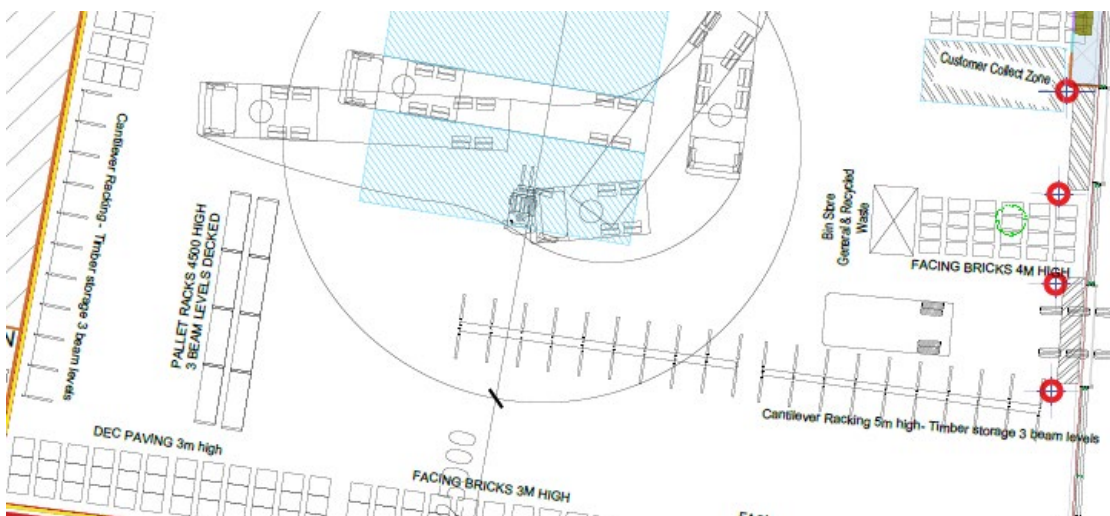 Customer Collect Zone
Cantilever Racking - Timber storage 3 beam levels
PALLET RACKS 4500 HIGH
3 BEAM LEVELS DECKED
Bin Store
General & Recycled
Waste
FACING BRICKS 4M HIGH
Cantilever Racking 5m high- Timber storage 3 beam levels
DEC PAVING 3m high
FACING BRICKS 3M HIGH